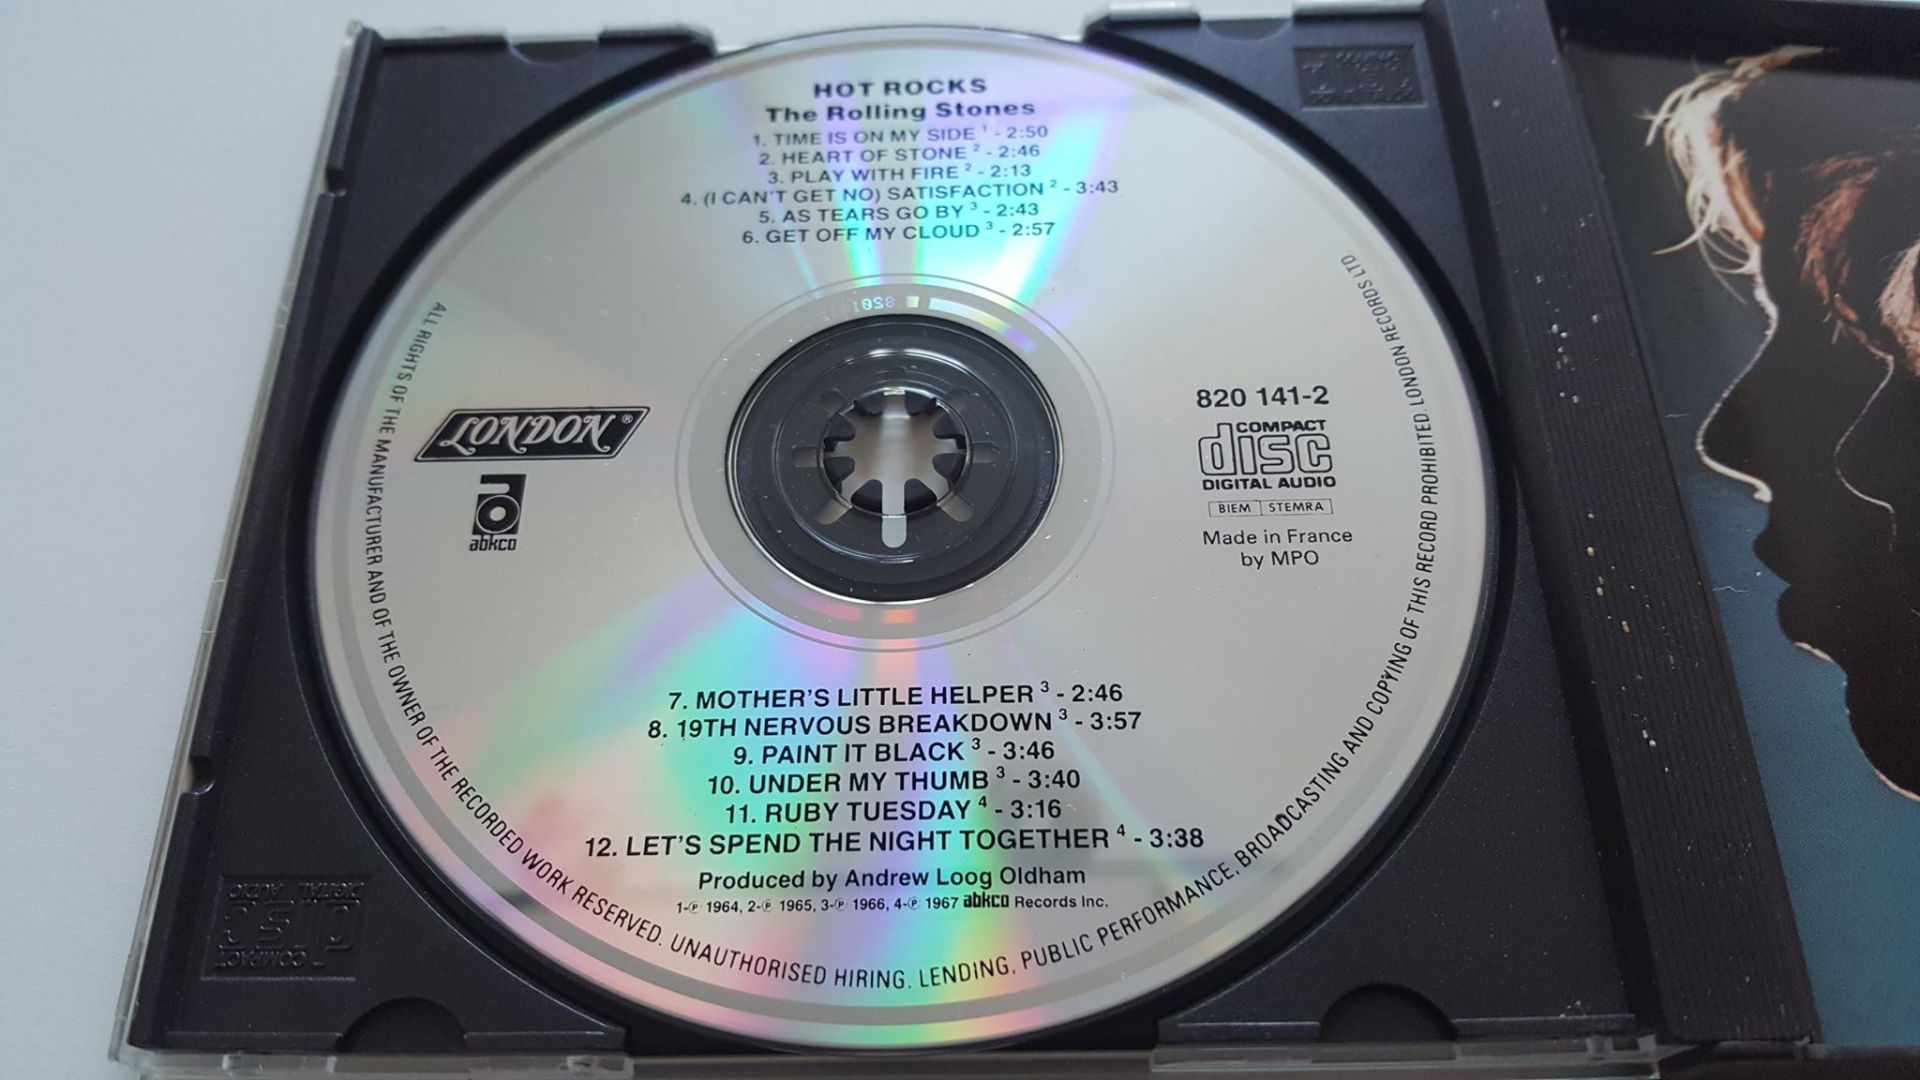 HOT ROCKS
The Rolling Stones
1. TIME IS ON MY SIDE ¹ - 2:50
2. HEART OF STONE ² - 2:46
3. PLAY WITH FIRE ² - 2:13
4. (I CAN'T GET NO) SATISFACTION ² - 3:43
5. AS TEARS GO BY ³ - 2:43
6. GET OFF MY CLOUD ³ - 2:57
LONDON ®
abkco
820 141-2
COMPACT
disc
DIGITAL AUDIO
BIEM STEMRA
Made in France
by MPO
7. MOTHER'S LITTLE HELPER ³ - 2:46
8. 19TH NERVOUS BREAKDOWN ³ - 3:57
9. PAINT IT BLACK ³ - 3:46
10. UNDER MY THUMB ³ - 3:40
11. RUBY TUESDAY ⁴ - 3:16
12. LET'S SPEND THE NIGHT TOGETHER ⁴ - 3:38
Produced by Andrew Loog Oldham
1-℗ 1964, 2-℗ 1965, 3-℗ 1966, 4-℗ 1967 abkco Records Inc.
ALL RIGHTS OF THE MANUFACTURER AND OF THE OWNER OF THE RECORDED WORK RESERVED. UNAUTHORISED HIRING, LENDING, PUBLIC PERFORMANCE, BROADCASTING AND COPYING OF THIS RECORD PROHIBITED. LONDON RECORDS LTD.
COMPACT
disc
DIGITAL AUDIO